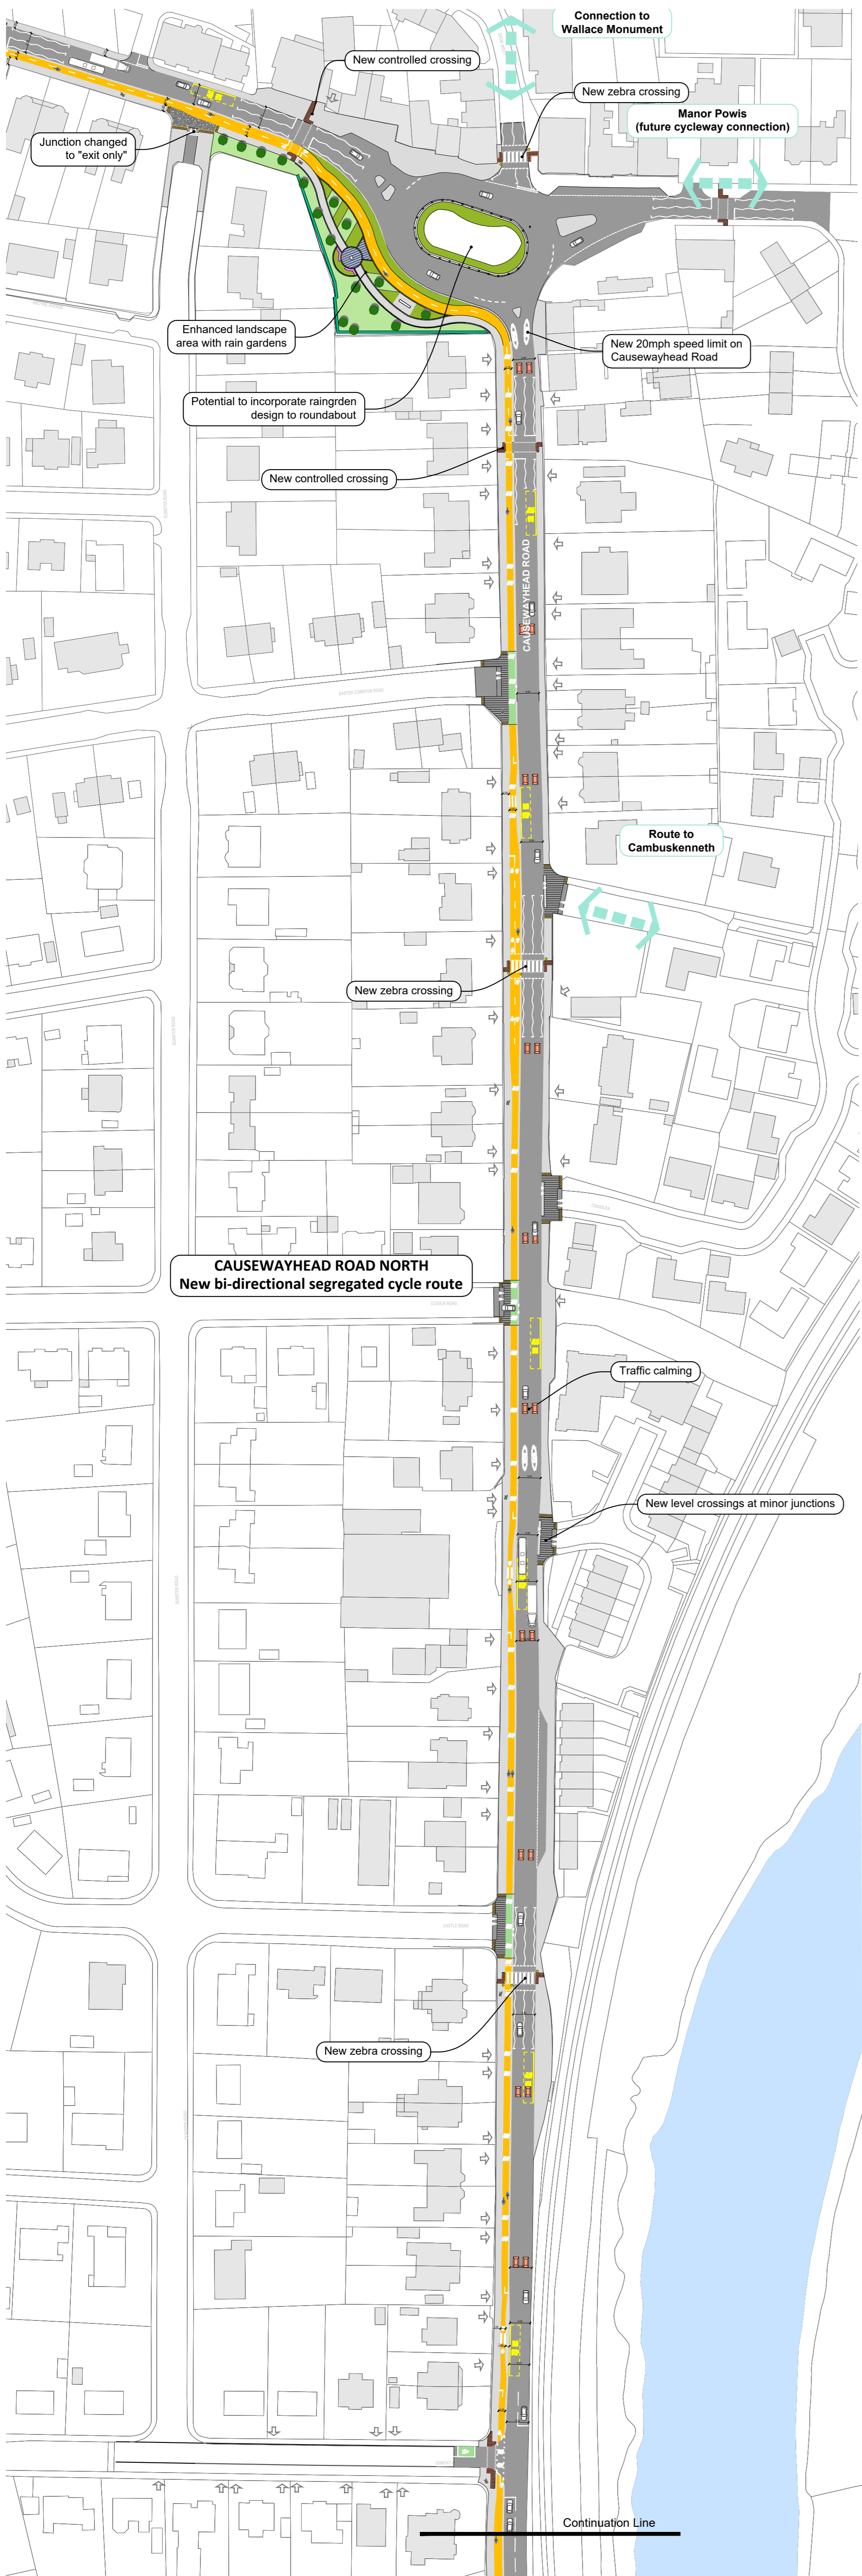 Connection to
Wallace Monument
New controlled crossing
New zebra crossing
Manor Powis
(future cycleway connection)
Junction changed
to "exit only"
Enhanced landscape
area with rain gardens
New 20mph speed limit on
Causewayhead Road
Potential to incorporate raingrden
design to roundabout
New controlled crossing
CAUSEWAYHEAD ROAD
Route to
Cambuskenneth
New zebra crossing
CAUSEWAYHEAD ROAD NORTH
New bi-directional segregated cycle route
Traffic calming
New level crossings at minor junctions
CASTLE ROAD
New zebra crossing
Continuation Line